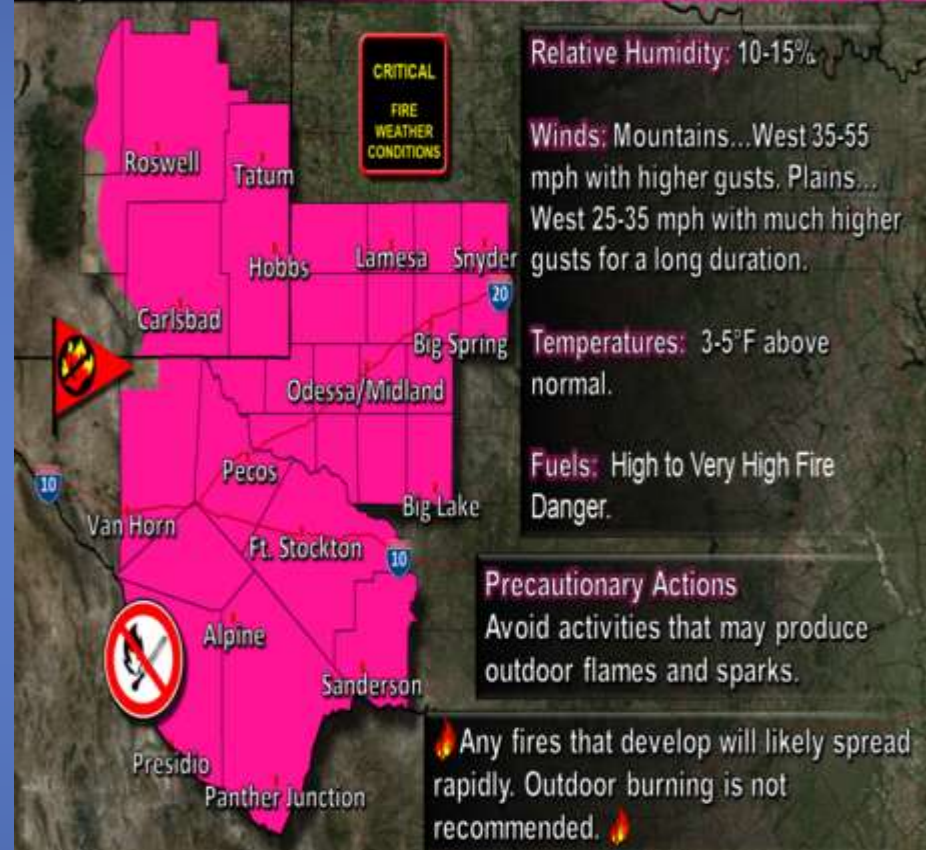 CRITICAL
FIRE
WEATHER
CONDITIONS
Relative Humidity: 10-15%
Winds: Mountains...West 35-55
mph with higher gusts. Plains...
West 25-35 mph with much higher
gusts for a long duration.
Temperatures: 3-5°F above
normal.
Fuels: High to Very High Fire
Danger.
Precautionary Actions
Avoid activities that may produce
outdoor flames and sparks.
Any fires that develop will likely spread
rapidly. Outdoor burning is not
recommended.
Roswell
Tatum
Hobbs
Lamesa
Snyder
20
Carlsbad
Big Spring
Odessa/Midland
Pecos
10
Big Lake
Van Horn
Ft. Stockton
10
Alpine
Sanderson
Presidio
Panther Junction